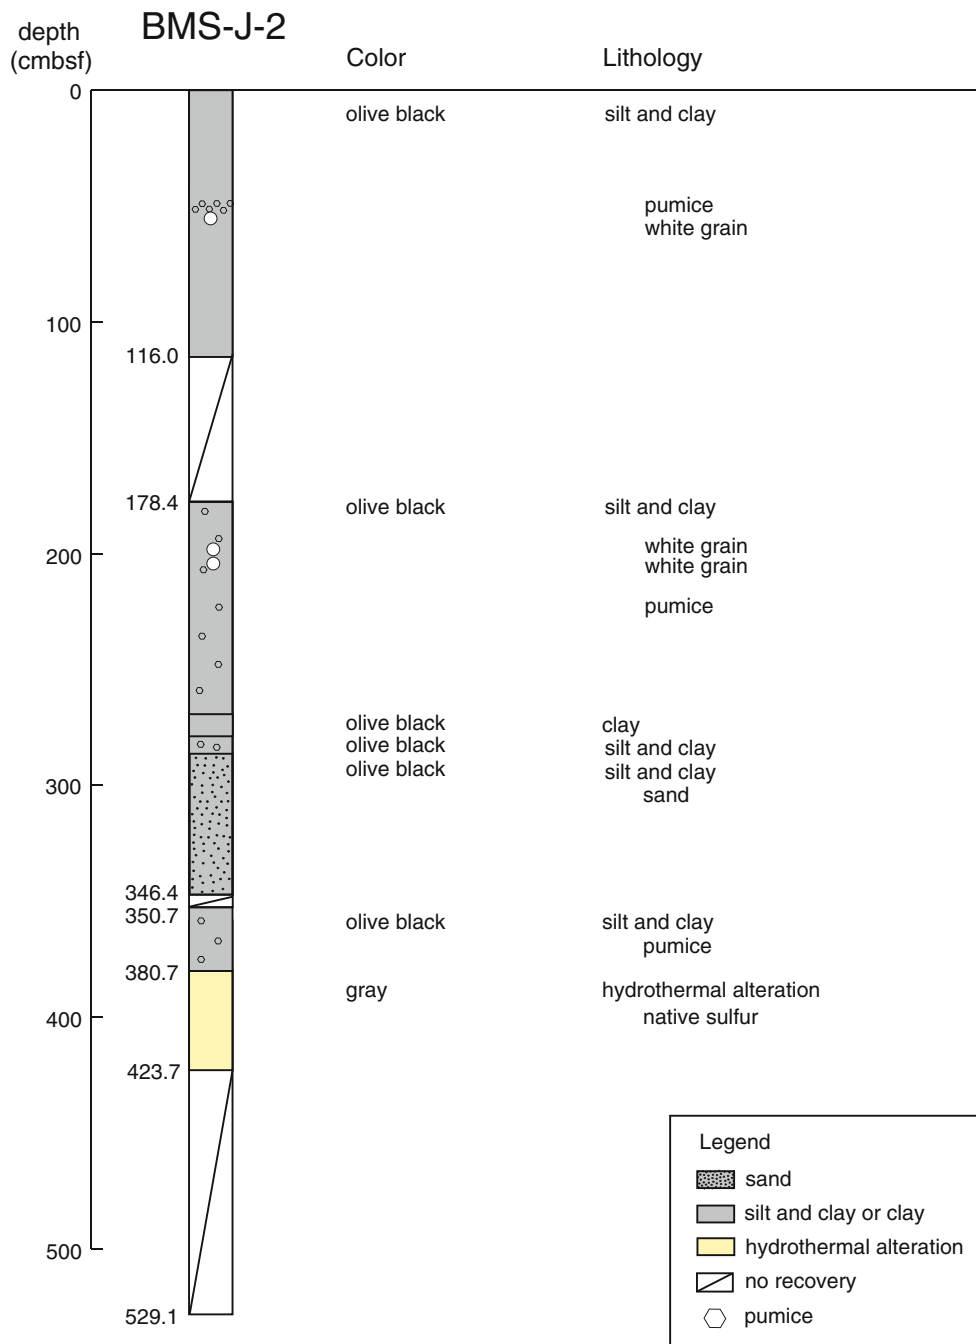 BMS-J-2
depth
(cmbsf)
Color
Lithology
0
olive black
silt and clay
pumice
white grain
100
116.0
178.4
olive black
silt and clay
white grain
200
white grain
pumice
olive black
clay
olive black
silt and clay
olive black
silt and clay
300
sand
346.4
350.7
olive black
silt and clay
pumice
380.7
gray
hydrothermal alteration
400
native sulfur
423.7
Legend
sand
silt and clay or clay
500
hydrothermal alteration
no recovery
529.1
pumice